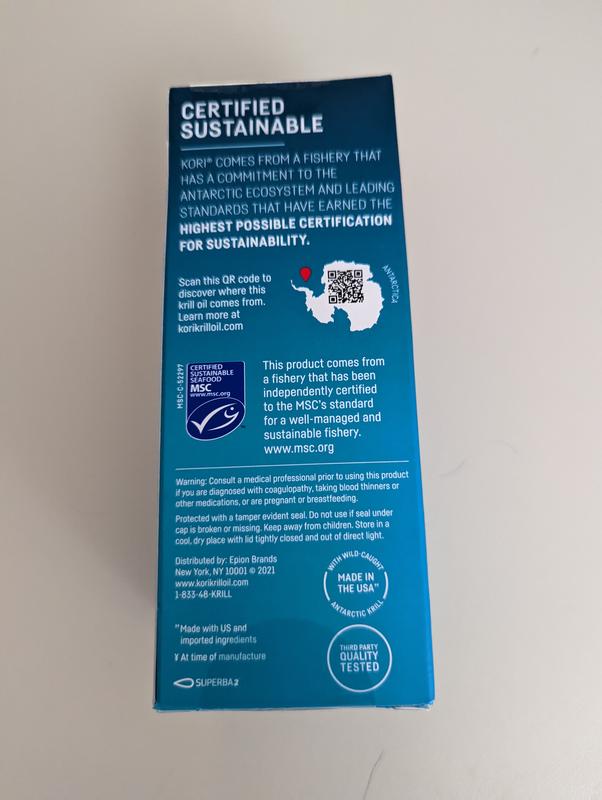 CERTIFIED
SUSTAINABLE
KORI® COMES FROM A FISHERY THAT
HAS A COMMITMENT TO THE
ANTARCTIC ECOSYSTEM AND LEADING
STANDARDS THAT HAVE EARNED THE
HIGHEST POSSIBLE CERTIFICATION
FOR SUSTAINABILITY.
Scan this QR code to
discover where this
krill oil comes from.
Learn more at
korikrilloil.com
ANTARCTICA
MSC-C-52297
CERTIFIED
SUSTAINABLE
SEAFOOD
MSC
www.msc.org
TM
This product comes from
a fishery that has been
independently certified
to the MSC's standard
for a well-managed and
sustainable fishery.
www.msc.org
Warning: Consult a medical professional prior to using this product
if you are diagnosed with coagulopathy, taking blood thinners or
other medications, or are pregnant or breastfeeding.
Protected with a tamper evident seal. Do not use if seal under
cap is broken or missing. Keep away from children. Store in a
cool, dry place with lid tightly closed and out of direct light.
Distributed by: Epion Brands
New York, NY 10001 © 2021
www.korikrilloil.com
1-833-48-KRILL
WITH WILD-CAUGHT
MADE IN
THE USA**
ANTARCTIC KRILL
**Made with US and
imported ingredients
¥ At time of manufacture
THIRD PARTY
QUALITY
TESTED
SUPERBA2